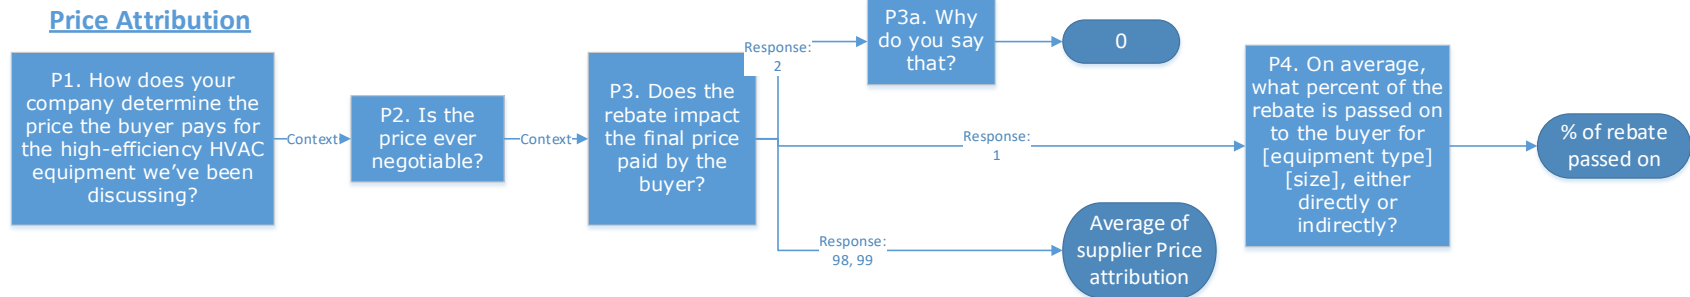 Price Attribution
P1. How does your
company determine the
price the buyer pays for
the high-efficiency HVAC
equipment we've been
discussing?
Context
P2. Is the
price ever
negotiable?
Context
P3. Does the
rebate impact
the final price
paid by the
buyer?
Response:
2
P3a. Why
do you say
that?
0
Response:
1
P4. On average,
what percent of the
rebate is passed on
to the buyer for
[equipment type]
[size], either
directly or
indirectly?
% of rebate
passed on
Response:
98, 99
Average of
supplier Price
attribution